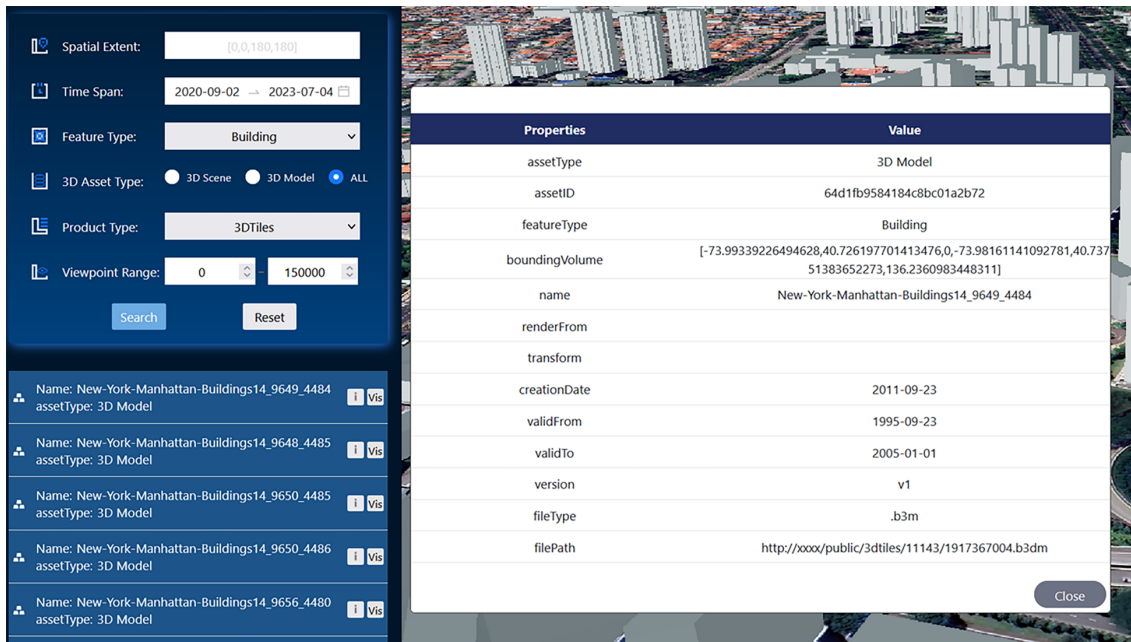 Spatial Extent: [0,0,180,180]
Time Span: 2020-09-02 → 2023-07-04
Feature Type: Building
3D Asset Type: 3D Scene 3D Model ALL
Product Type: 3DTiles
Viewpoint Range: 0 – 150000
Search Reset
Name: New-York-Manhattan-Buildings14_9649_4484
assetType: 3D Model
i Vis
Name: New-York-Manhattan-Buildings14_9648_4485
assetType: 3D Model
i Vis
Name: New-York-Manhattan-Buildings14_9650_4485
assetType: 3D Model
i Vis
Name: New-York-Manhattan-Buildings14_9650_4486
assetType: 3D Model
i Vis
Name: New-York-Manhattan-Buildings14_9656_4480
assetType: 3D Model
i Vis
Properties Value
assetType 3D Model
assetID 64d1fb9584184c8bc01a2b72
featureType Building
boundingVolume [-73.99339226494628,40.726197701413476,0,-73.98161141092781,40.737
51383652273,136.2360983448311]
name New-York-Manhattan-Buildings14_9649_4484
renderFrom
transform
creationDate 2011-09-23
validFrom 1995-09-23
validTo 2005-01-01
version v1
fileType .b3m
filePath http://xxxx/public/3dtiles/11143/1917367004.b3dm
Close